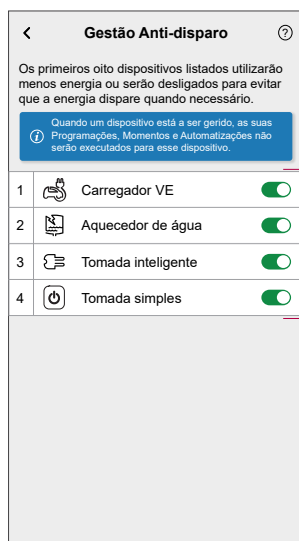 Gestão Anti-disparo
?
Os primeiros oito dispositivos listados utilizarão
menos energia ou serão desligados para evitar
que a energia dispare quando necessário.
i
Quando um dispositivo está a ser gerido, as suas
Programações, Momentos e Automatizações não
serão executados para esse dispositivo.
1 Carregador VE
2 Aquecedor de água
3 Tomada inteligente
4 Tomada simples